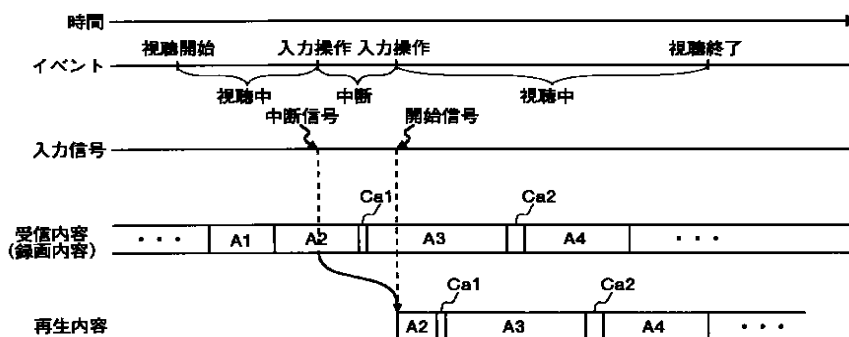 時間
視聴開始 入力操作 入力操作 視聴終了
イベント
視聴中 中断 視聴中
中断信号 開始信号
入力信号
Ca1 Ca2
受信内容 ・・・ A1 A2 A3 A4 ・・・
(録画内容)
Ca1 Ca2
再生内容 A2 A3 A4 ・・・